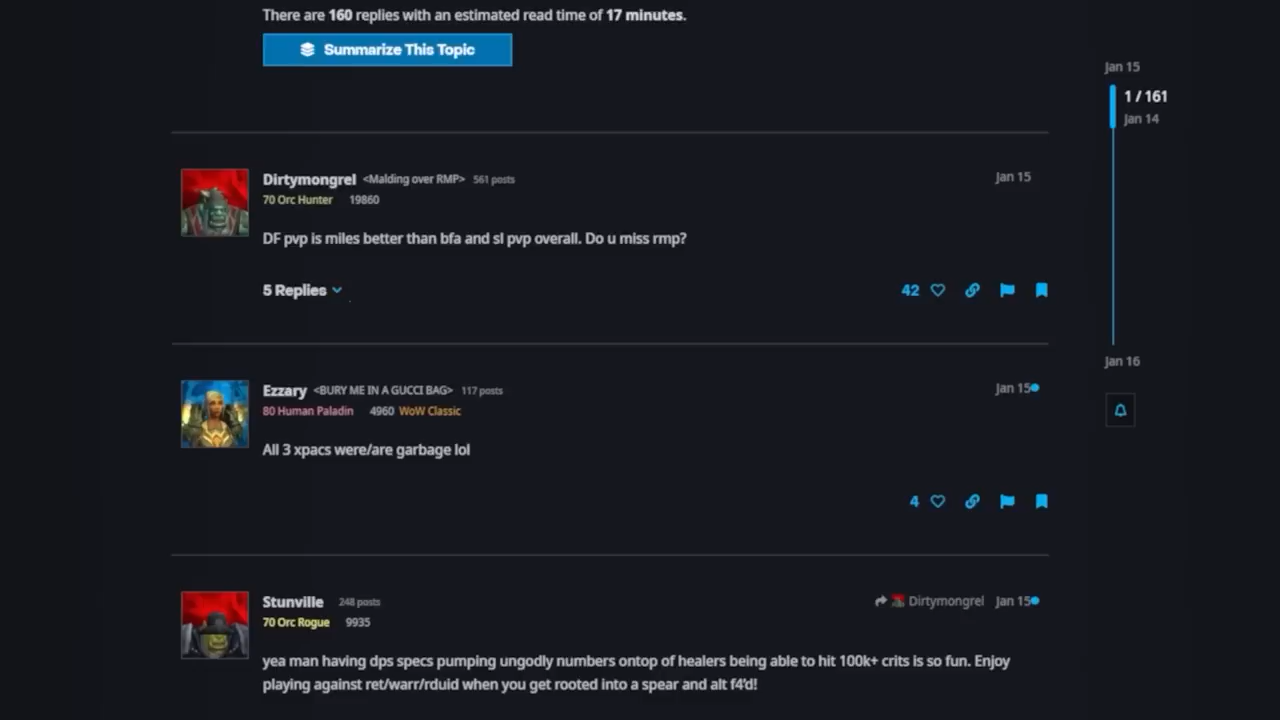 There are 160 replies with an estimated read time of 17 minutes.
Summarize This Topic
Jan 15
1 / 161
Jan 14
Dirtymongrel <Malding over RMP> 561 posts
Jan 15
70 Orc Hunter 19860
DF pvp is miles better than bfa and sl pvp overall. Do u miss rmp?
5 Replies
42
Jan 16
Ezzary <BURY ME IN A GUCCI BAG> 117 posts
Jan 15
80 Human Paladin 4960 WoW Classic
All 3 xpacs were/are garbage lol
4
Stunville 248 posts
Dirtymongrel Jan 15
70 Orc Rogue 9935
yea man having dps specs pumping ungodly numbers ontop of healers being able to hit 100k+ crits is so fun. Enjoy
playing against ret/warr/rduid when you get rooted into a spear and alt f4'd!